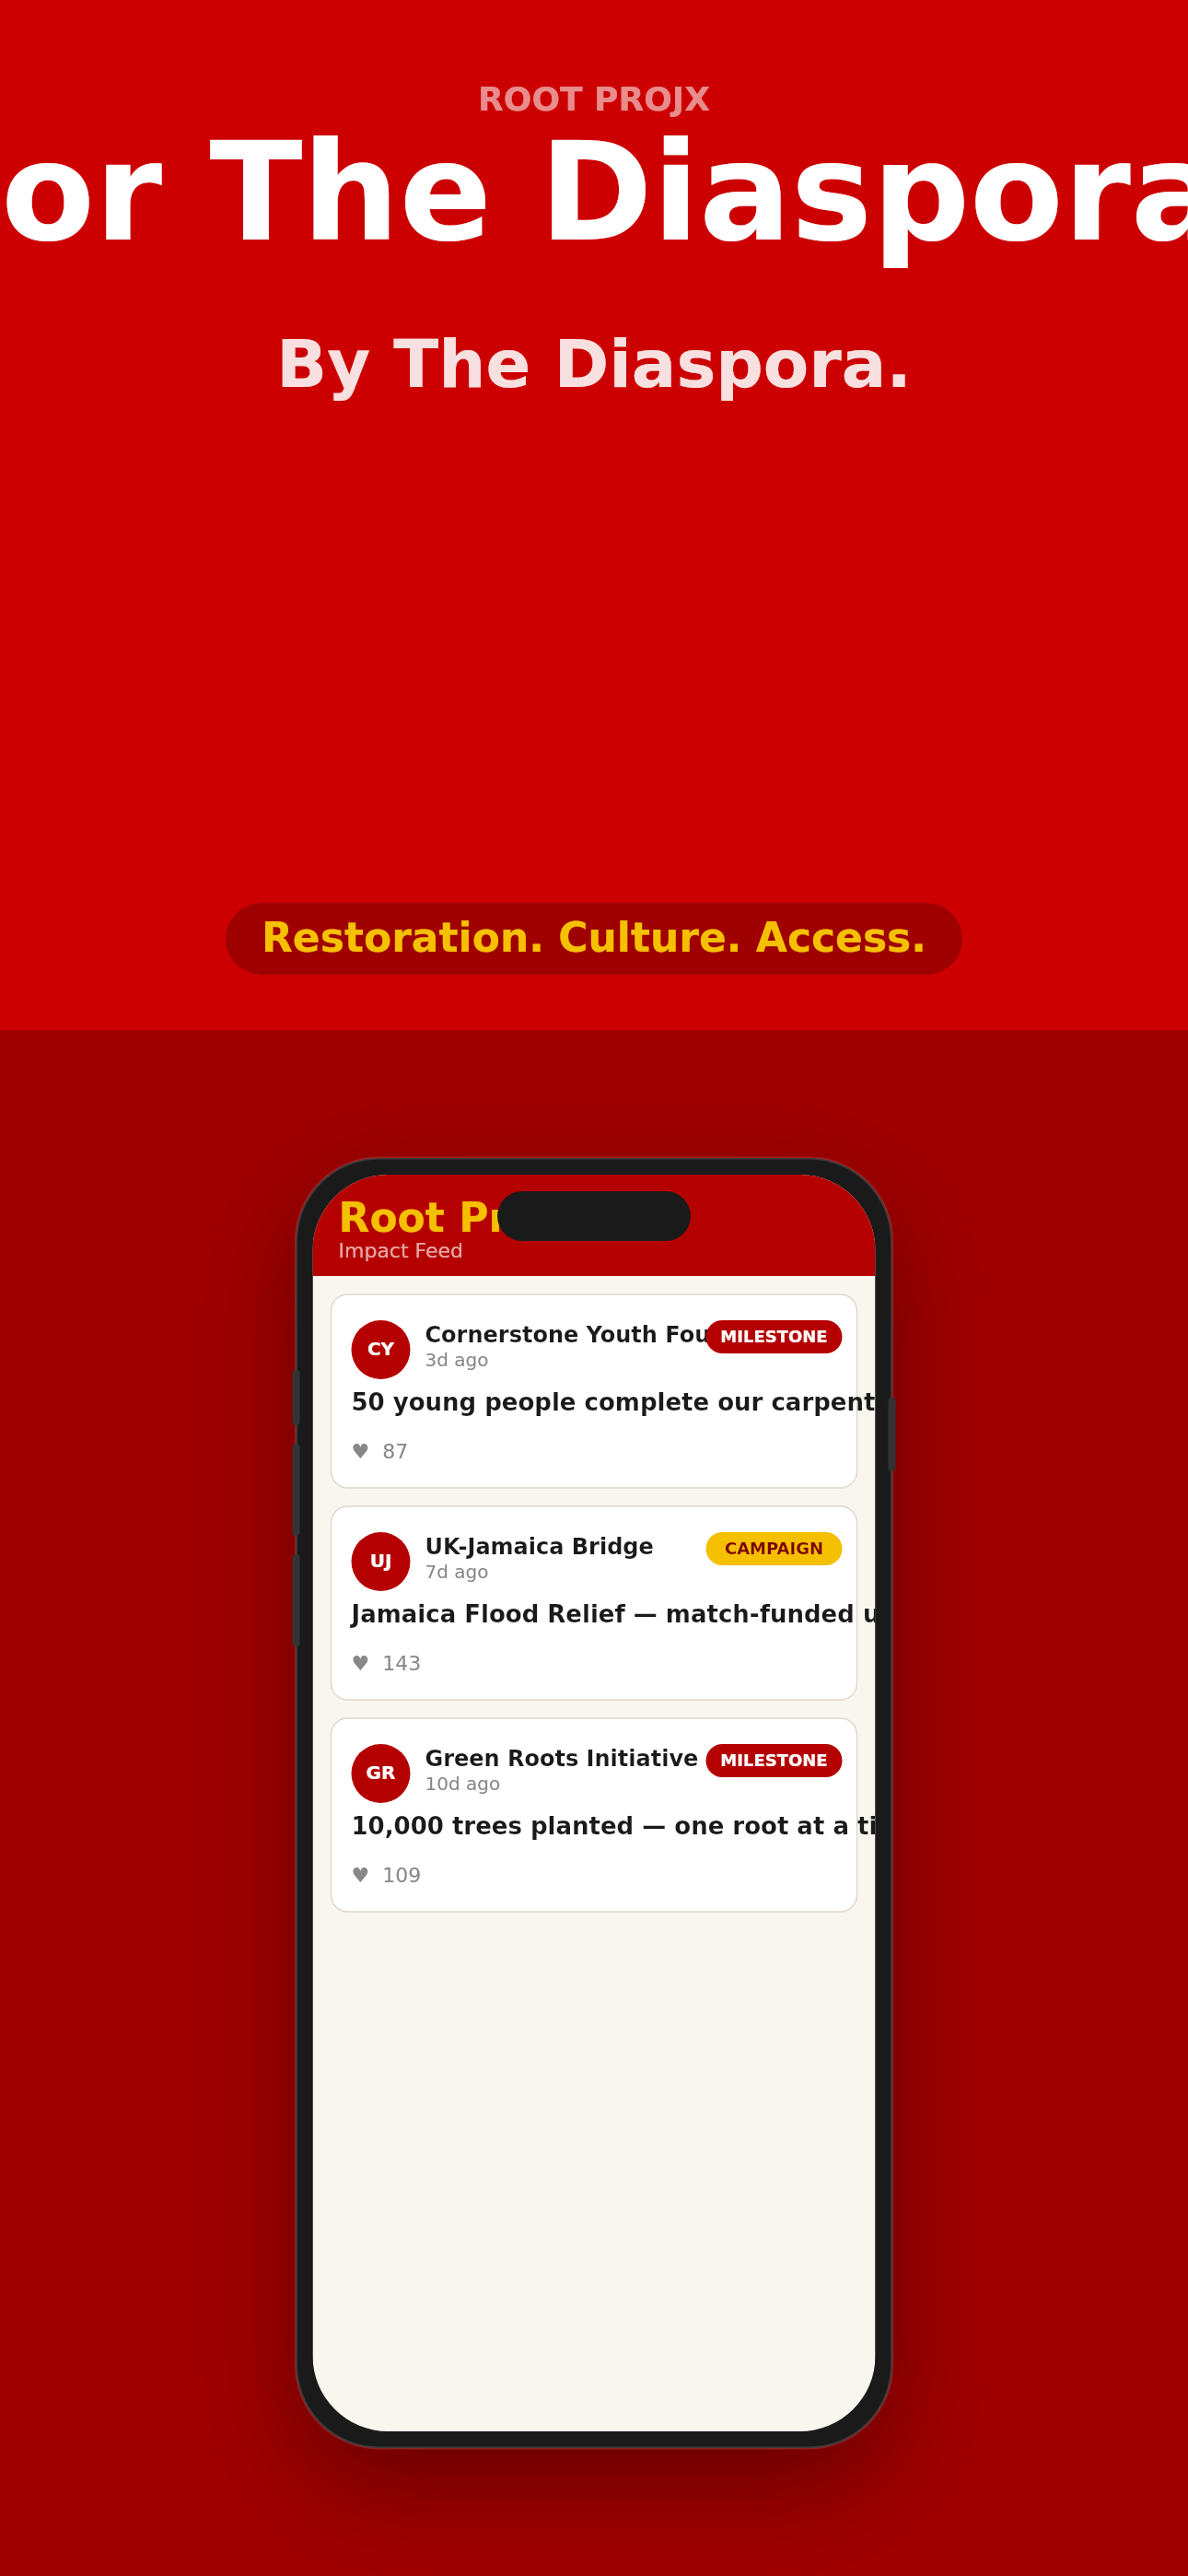 ROOT PROJX
or The Diaspora
By The Diaspora.
Restoration. Culture. Access.
Root Pr
Impact Feed
CY
Cornerstone Youth Fou
MILESTONE
3d ago
50 young people complete our carpent
♥ 87
UJ
UK-Jamaica Bridge
CAMPAIGN
7d ago
Jamaica Flood Relief — match-funded u
♥ 143
GR
Green Roots Initiative
MILESTONE
10d ago
10,000 trees planted — one root at a ti
♥ 109